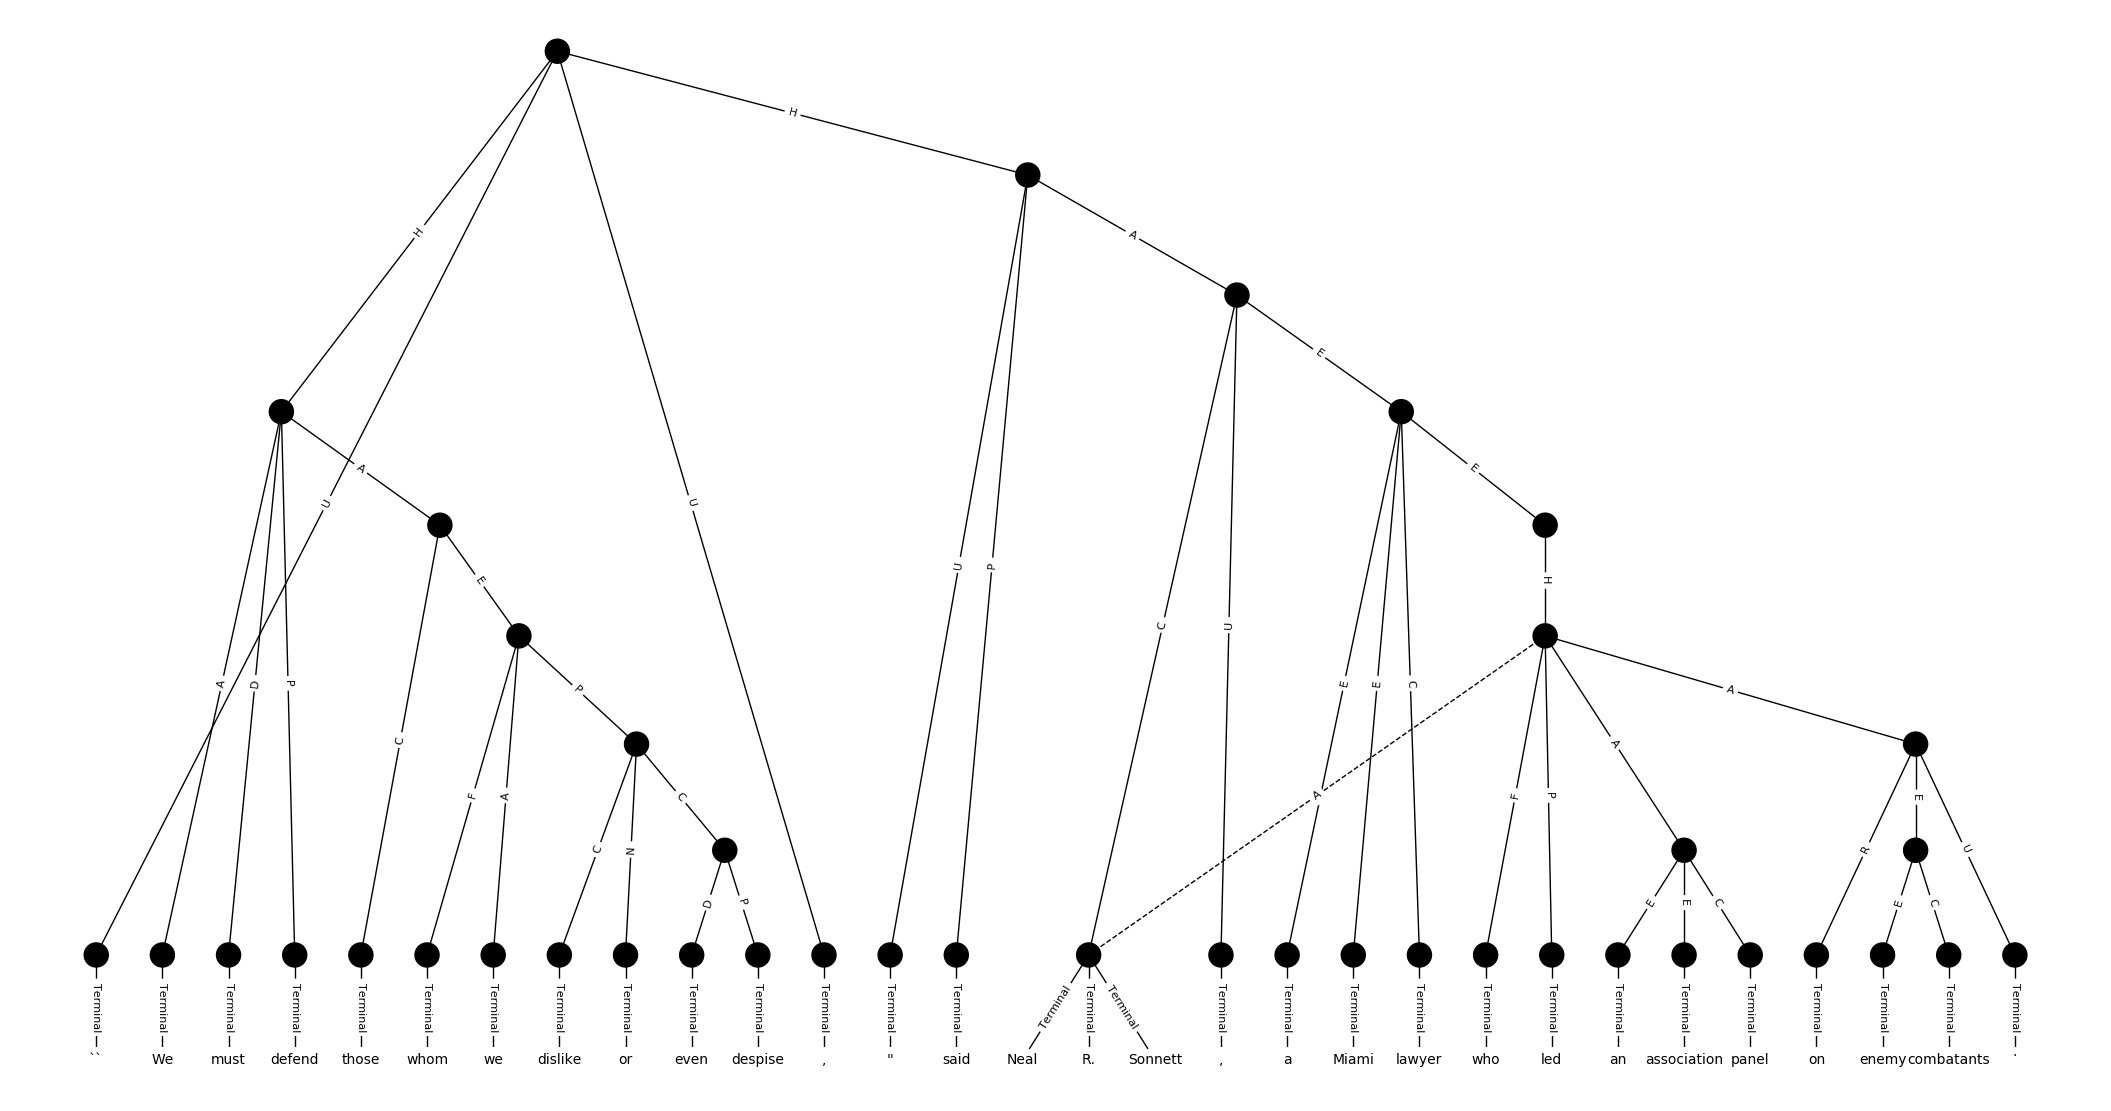 H
A
H
E
A
E
U
U
E
H
U
P
C
U
A
D
P
E
E
C
P
A
C
A
F
A
C
A
F
P
E
C
N
R
U
D
P
E
E
C
E
C
Terminal Terminal Terminal Terminal Terminal Terminal Terminal Terminal Terminal Terminal Terminal Terminal Terminal Terminal Terminal Terminal Terminal Terminal Terminal Terminal Terminal Terminal Terminal Terminal Terminal Terminal Terminal Terminal Terminal Terminal
`` We must defend those whom we dislike or even despise , " said Neal R. Sonnett , a Miami lawyer who led an association panel on enemy combatants .